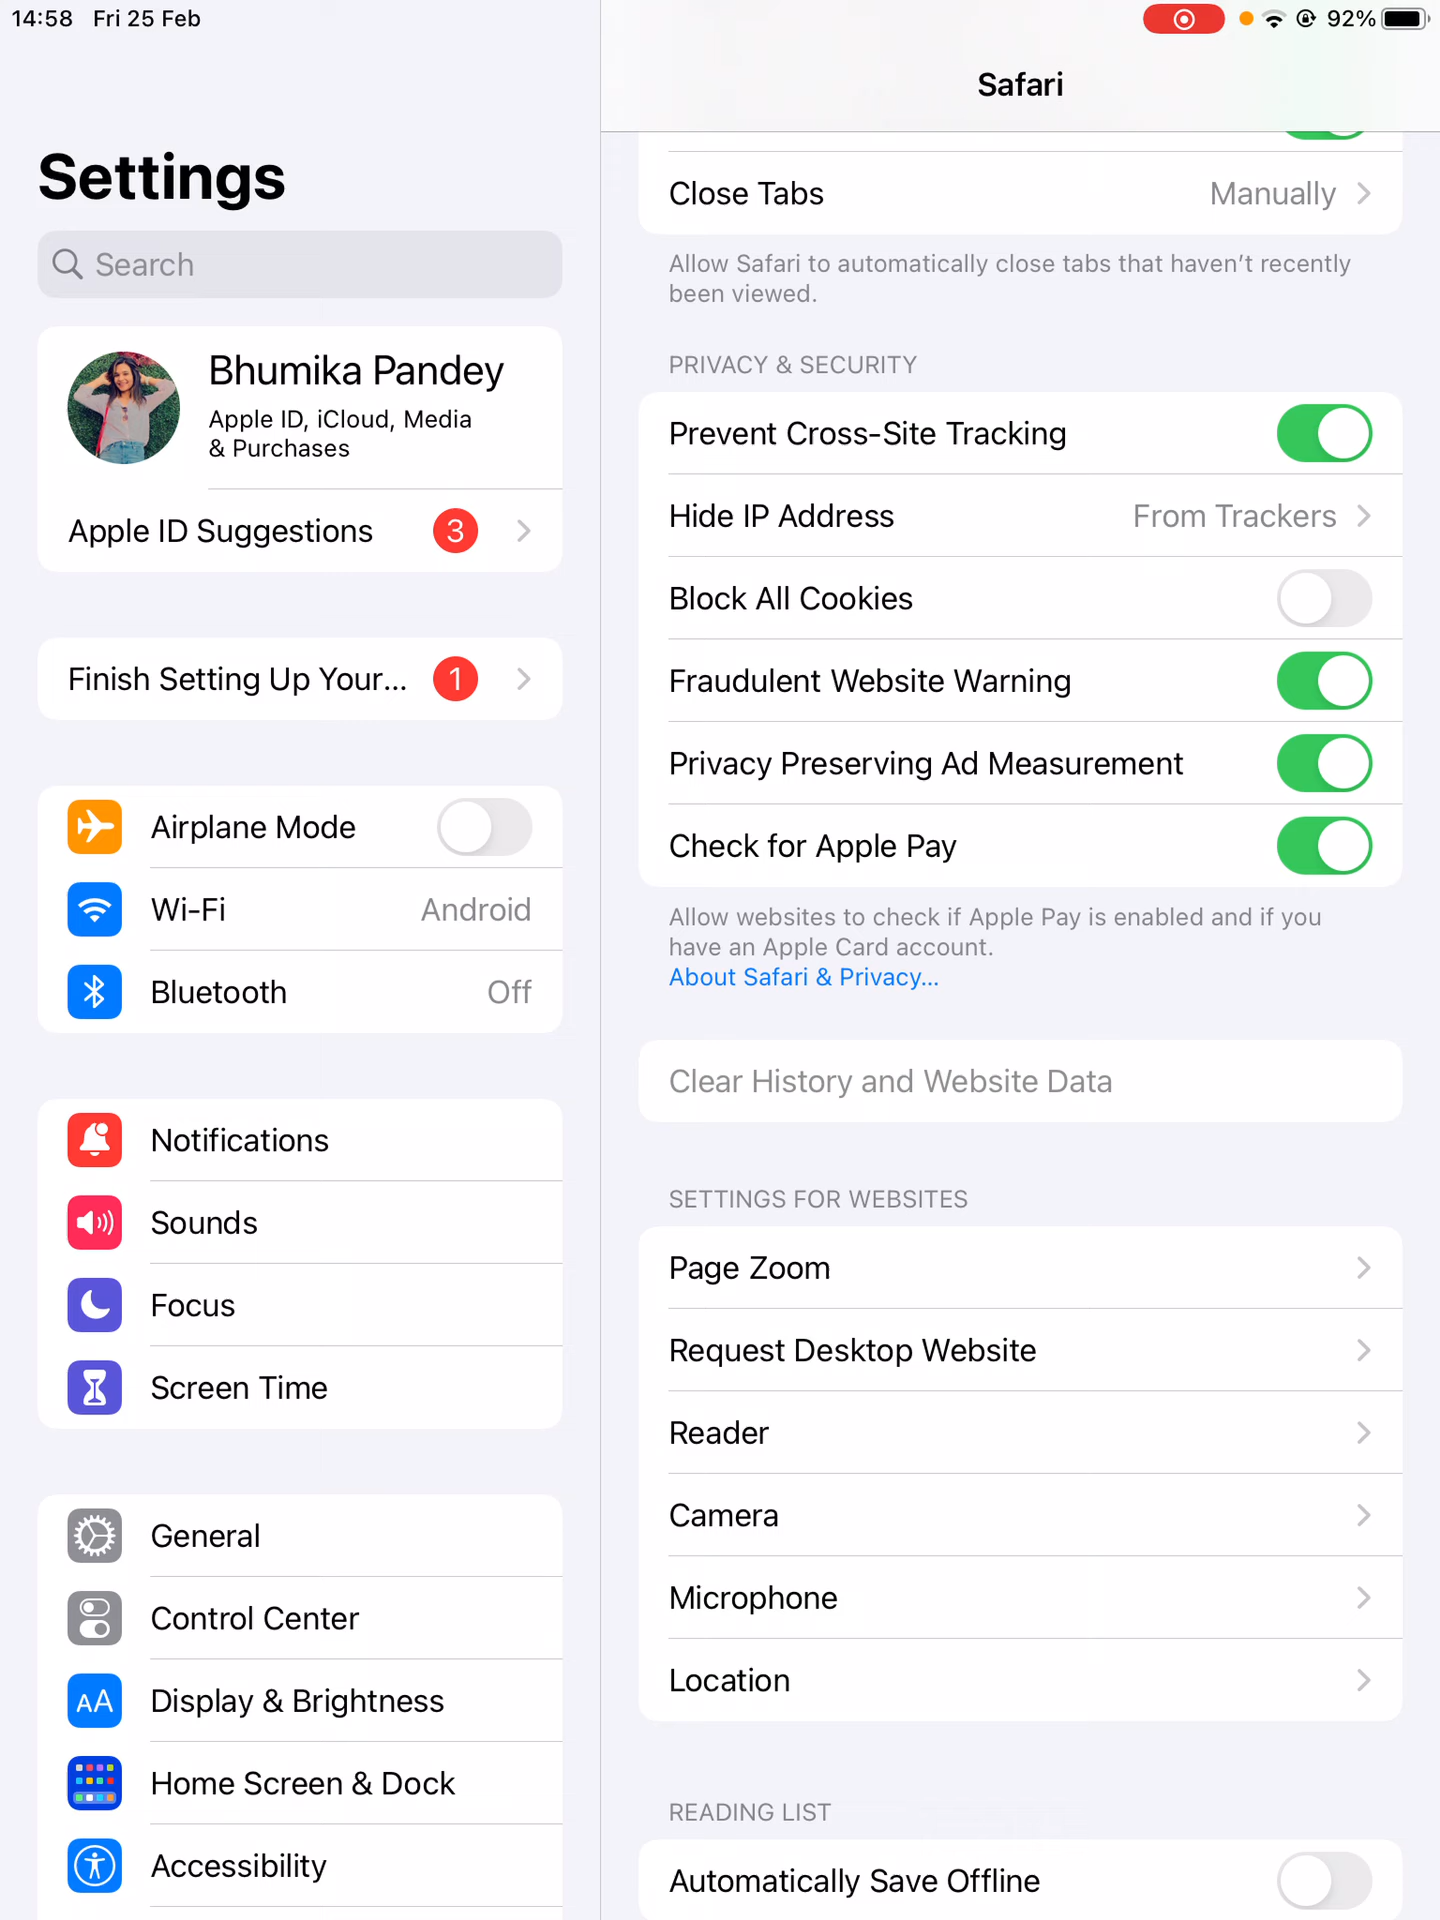 14:58 Fri 25 Feb
92%
Settings
Search
Bhumika Pandey
Apple ID, iCloud, Media
& Purchases
Apple ID Suggestions 3
Finish Setting Up Your... 1
Airplane Mode
Wi-Fi Android
Bluetooth Off
Notifications
Sounds
Focus
Screen Time
General
Control Center
AA Display & Brightness
Home Screen & Dock
Accessibility
Safari
Close Tabs Manually
Allow Safari to automatically close tabs that haven't recently
been viewed.
PRIVACY & SECURITY
Prevent Cross-Site Tracking
Hide IP Address From Trackers
Block All Cookies
Fraudulent Website Warning
Privacy Preserving Ad Measurement
Check for Apple Pay
Allow websites to check if Apple Pay is enabled and if you
have an Apple Card account.
About Safari & Privacy...
Clear History and Website Data
SETTINGS FOR WEBSITES
Page Zoom
Request Desktop Website
Reader
Camera
Microphone
Location
READING LIST
Automatically Save Offline